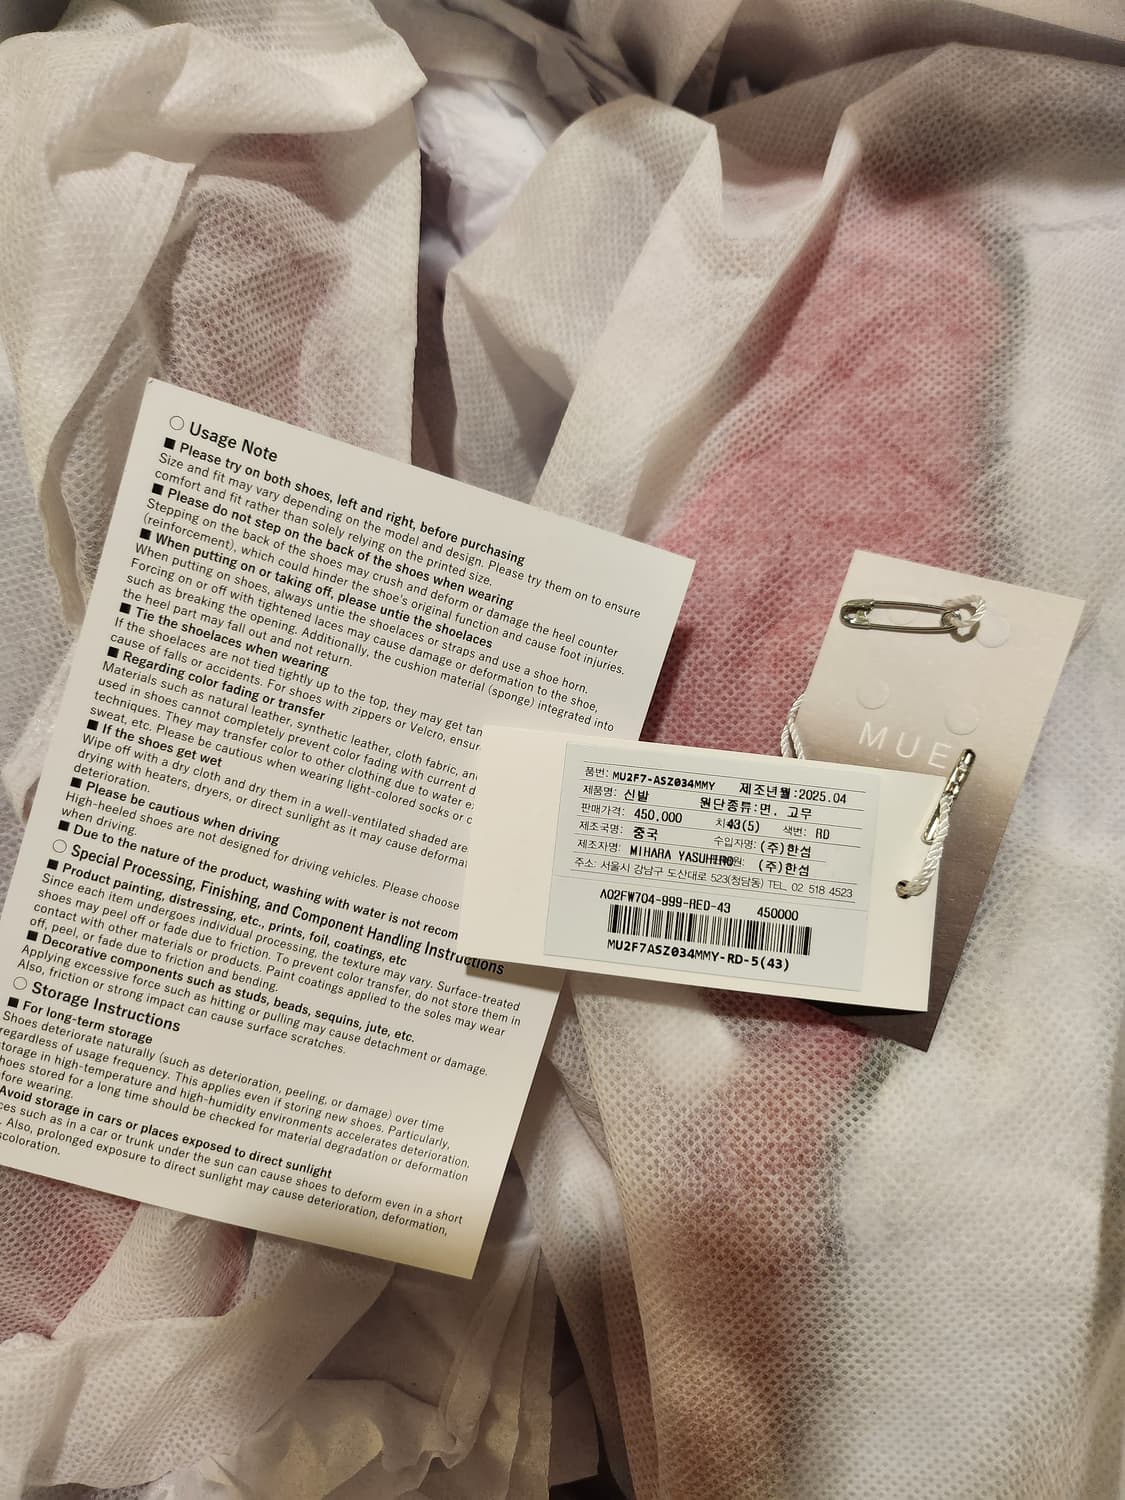 ○ Usage Note
■ Please try on both shoes, left and right, before purchasing
Size and fit may vary depending on the model and design. Please try them on to ensure
comfort and fit rather than solely relying on the printed size.
■ Please do not step on the back of the shoes when wearing
Stepping on the back of the shoes may crush and deform or damage the heel counter
(reinforcement), which could hinder the shoe's original function and cause foot injuries.
■ When putting on or taking off, please untie the shoelaces
When putting on shoes, always untie the shoelaces or straps and use a shoe horn.
Forcing on or off with tightened laces may cause damage or deformation to the shoe,
such as breaking the opening. Additionally, the cushion material (sponge) integrated into
the heel part may fall out and not return.
■ Tie the shoelaces when wearing
If the shoelaces are not tied tightly up to the top, they may get
cause of falls or accidents. For shoes with zippers or Velcro,
■ Regarding color fading or transfer
Materials such as natural leather, synthetic leather, cloth fabric,
used in shoes cannot completely prevent color fading with current
techniques. They may transfer color to other clothing due to water
sweat, etc. Please be cautious when wearing light-colored socks or
■ If the shoes get wet
Wipe off with a dry cloth and dry them in a well-ventilated shaded
drying with heaters, dryers, or direct sunlight as it may cause
deterioration.
■ Please be cautious when driving
High-heeled shoes are not designed for driving vehicles. Please choose
when driving.
■ Due to the nature of the product, washing with water is not
○ Special Processing, Finishing, and Component Handling Instructions
■ Product painting, distressing, etc., prints, foil, coatings, etc
Since each item undergoes individual processing, the texture may vary. Surface-treated
shoes may peel off or fade due to friction. To prevent color transfer, do not store them in
contact with other materials or products. Paint coatings applied to the soles may wear
off, peel, or fade due to friction and bending.
■ Decorative components such as studs, beads, sequins, jute, etc.
Applying excessive force such as hitting or pulling may cause detachment or damage.
Also, friction or strong impact can cause surface scratches.
○ Storage Instructions
■ For long-term storage
Shoes deteriorate naturally (such as deterioration, peeling, or damage) over time
regardless of usage frequency. This applies even if storing new shoes. Particularly,
storage in high-temperature and high-humidity environments accelerates deterioration.
stored for a long time should be checked for material degradation or deformation
wearing.
Avoid storage in cars or places exposed to direct sunlight
such as in a car or trunk under the sun can cause shoes to deform even in a short
Also, prolonged exposure to direct sunlight may cause deterioration, deformation,
MUE
품번: MU2F7-ASZ034MMY 제조년월:2025.04
제품명: 신발 원단종류:면, 고무
판매가격: 450,000 치43(5) 색번: RD
제조국명: 중국 수입자명: (주)한섬
제조자명: MIHARA YASUHIRO 원: (주)한섬
주소: 서울시 강남구 도산대로 523(청담동) TEL. 02 518 4523
A02FW704-999-RED-43 450000
MU2F7ASZ034MMY-RD-5(43)